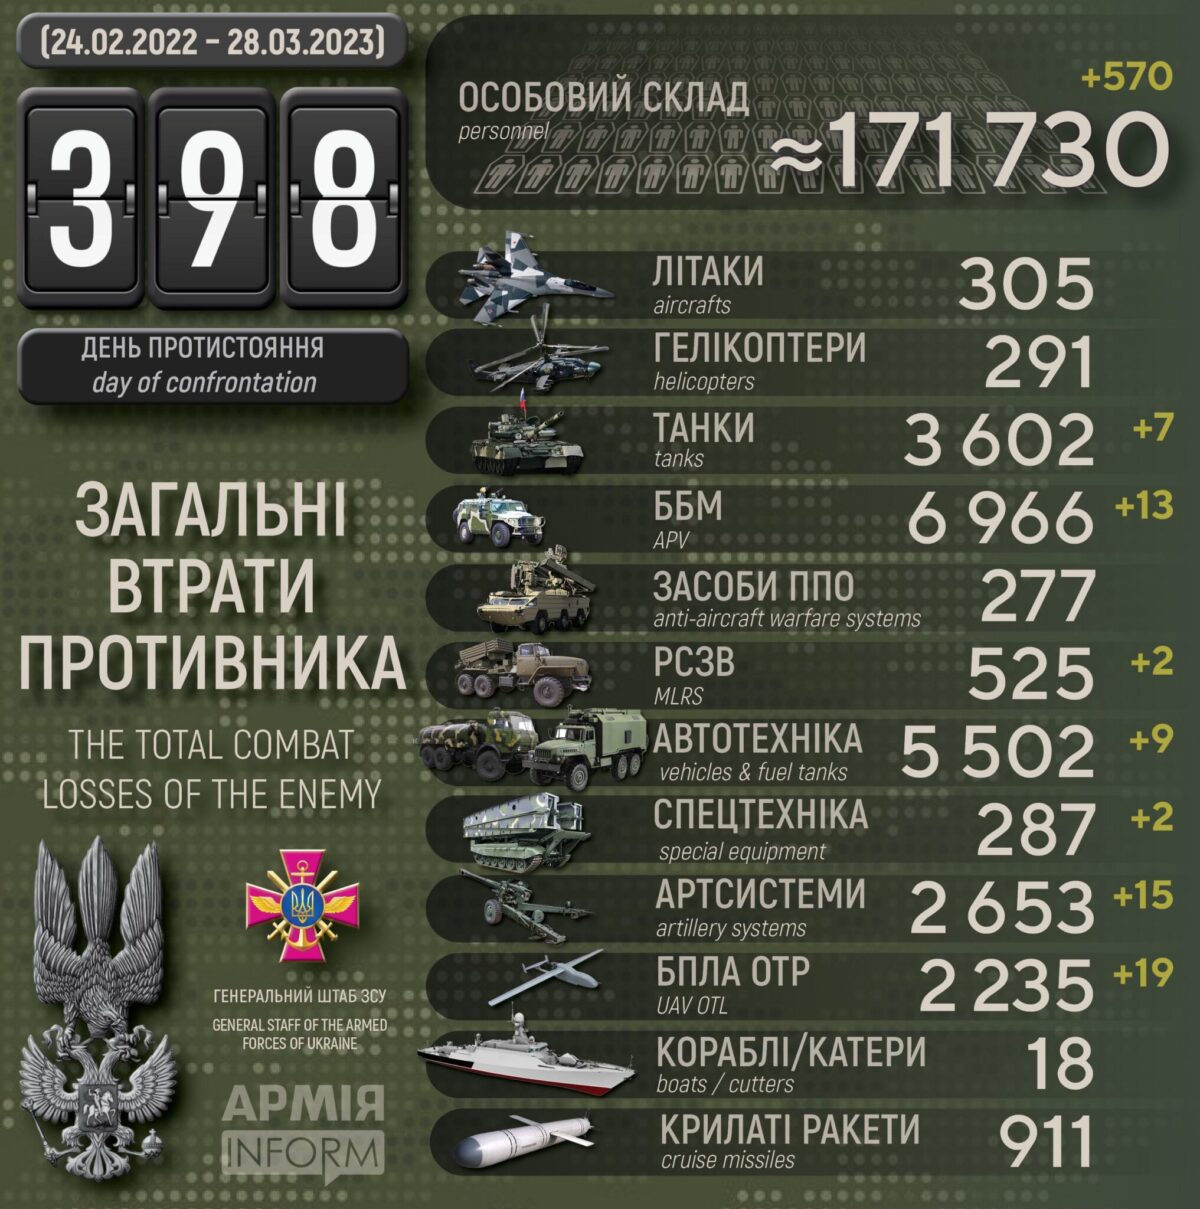 (24.02.2022 – 28.03.2023)
398
ДЕНЬ ПРОТИСТОЯННЯ
day of confrontation
ЗАГАЛЬНІ
ВТРАТИ
ПРОТИВНИКА
THE TOTAL COMBAT
LOSSES OF THE ENEMY
ГЕНЕРАЛЬНИЙ ШТАБ ЗСУ
GENERAL STAFF OF THE ARMED
FORCES OF UKRAINE
АРМІЯ
INFORM
ОСОБОВИЙ СКЛАД
personnel
+570
≈171 730
ЛІТАКИ
aircrafts
305
ГЕЛІКОПТЕРИ
helicopters
291
ТАНКИ
tanks
3 602 +7
ББМ
APV
6 966 +13
ЗАСОБИ ППО
anti-aircraft warfare systems
277
РСЗВ
MLRS
525 +2
АВТОТЕХНІКА
vehicles & fuel tanks
5 502 +9
СПЕЦТЕХНІКА
special equipment
287 +2
АРТСИСТЕМИ
artillery systems
2 653 +15
БПЛА ОТР
UAV OTL
2 235 +19
КОРАБЛІ/КАТЕРИ
boats / cutters
18
КРИЛАТІ РАКЕТИ
cruise missiles
911